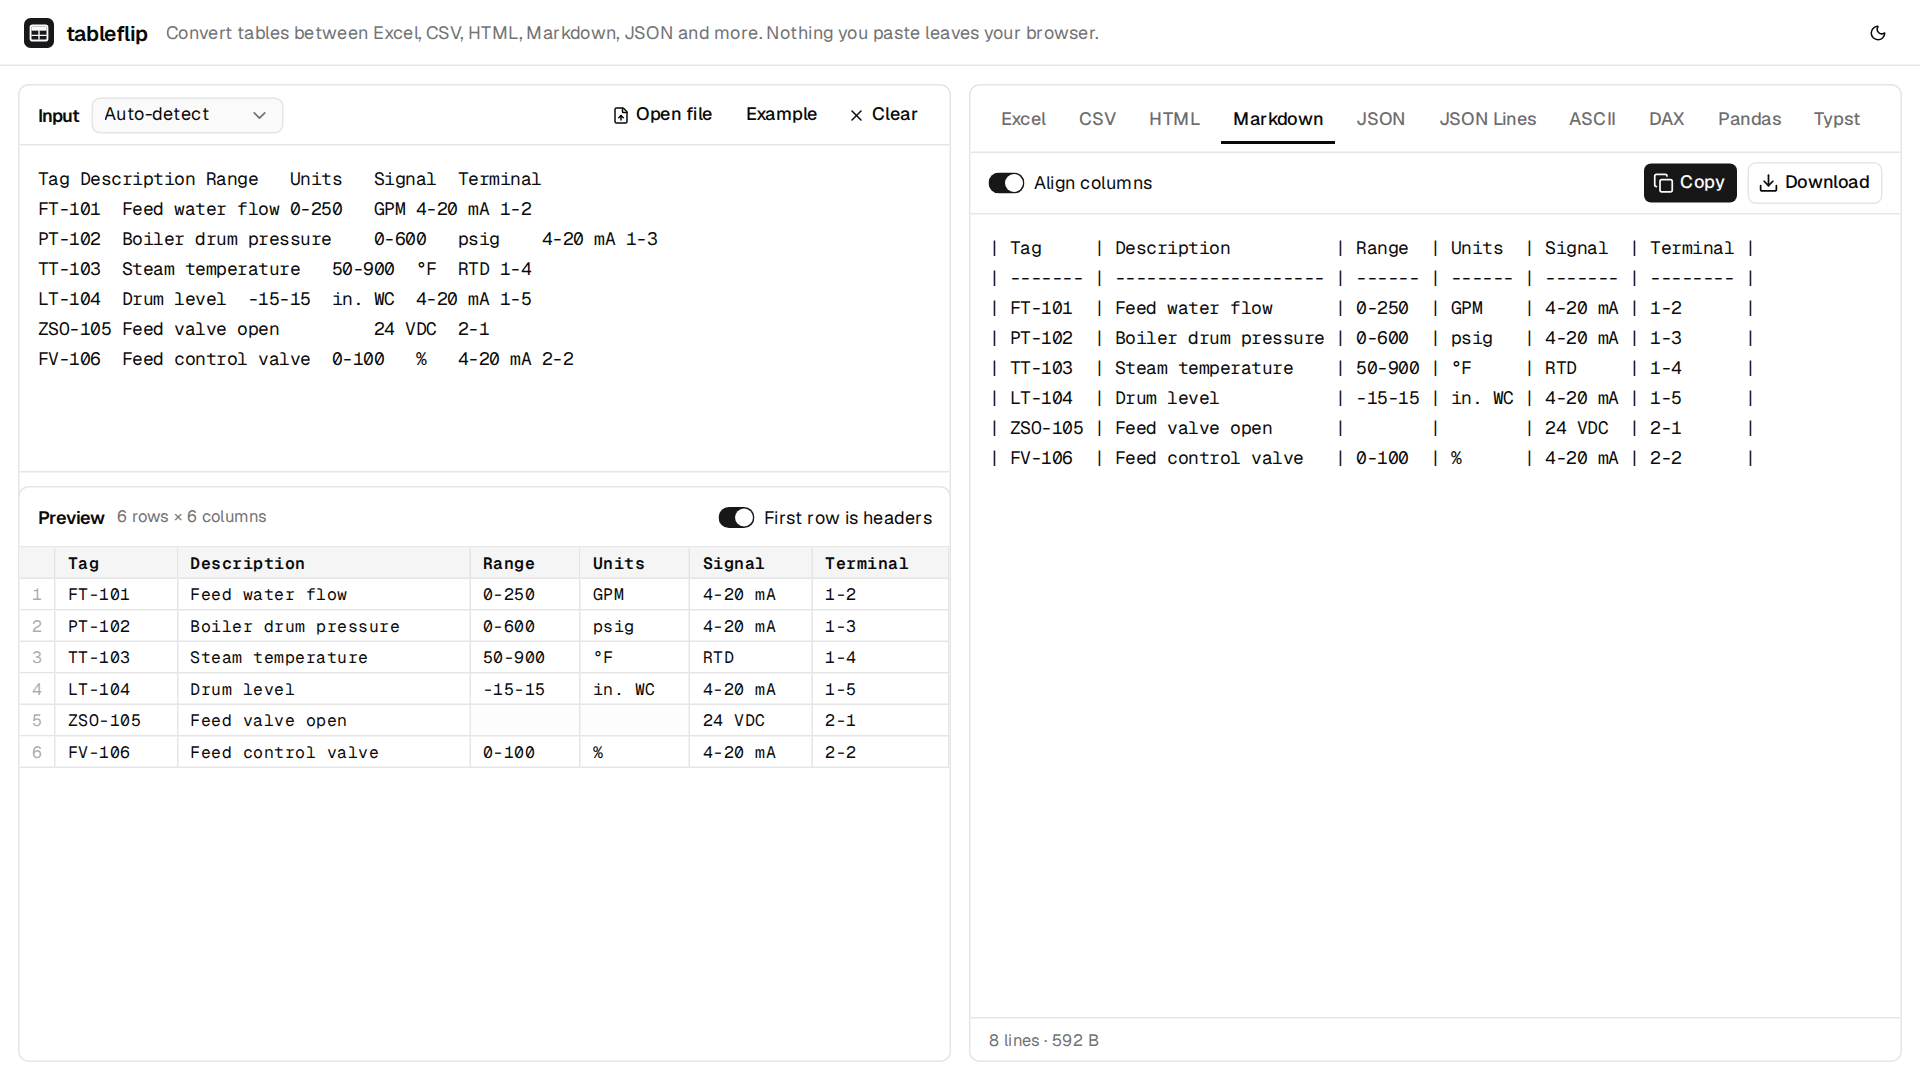 tableflip Convert tables between Excel, CSV, HTML, Markdown, JSON and more. Nothing you paste leaves your browser.
Input Auto-detect Open file Example Clear
Tag Description Range Units Signal Terminal
FT-101 Feed water flow 0-250 GPM 4-20 mA 1-2
PT-102 Boiler drum pressure 0-600 psig 4-20 mA 1-3
TT-103 Steam temperature 50-900 °F RTD 1-4
LT-104 Drum level -15-15 in. WC 4-20 mA 1-5
ZSO-105 Feed valve open 24 VDC 2-1
FV-106 Feed control valve 0-100 % 4-20 mA 2-2
Preview 6 rows × 6 columns First row is headers
Tag Description Range Units Signal Terminal
1 FT-101 Feed water flow 0-250 GPM 4-20 mA 1-2
2 PT-102 Boiler drum pressure 0-600 psig 4-20 mA 1-3
3 TT-103 Steam temperature 50-900 °F RTD 1-4
4 LT-104 Drum level -15-15 in. WC 4-20 mA 1-5
5 ZSO-105 Feed valve open 24 VDC 2-1
6 FV-106 Feed control valve 0-100 % 4-20 mA 2-2
Excel CSV HTML Markdown JSON JSON Lines ASCII DAX Pandas Typst
Align columns Copy Download
| Tag     | Description          | Range  | Units  | Signal  | Terminal |
| ------- | -------------------- | ------ | ------ | ------- | -------- |
| FT-101  | Feed water flow      | 0-250  | GPM    | 4-20 mA | 1-2      |
| PT-102  | Boiler drum pressure | 0-600  | psig   | 4-20 mA | 1-3      |
| TT-103  | Steam temperature    | 50-900 | °F     | RTD     | 1-4      |
| LT-104  | Drum level           | -15-15 | in. WC | 4-20 mA | 1-5      |
| ZSO-105 | Feed valve open      |        |        | 24 VDC  | 2-1      |
| FV-106  | Feed control valve   | 0-100  | %      | 4-20 mA | 2-2      |
8 lines · 592 B